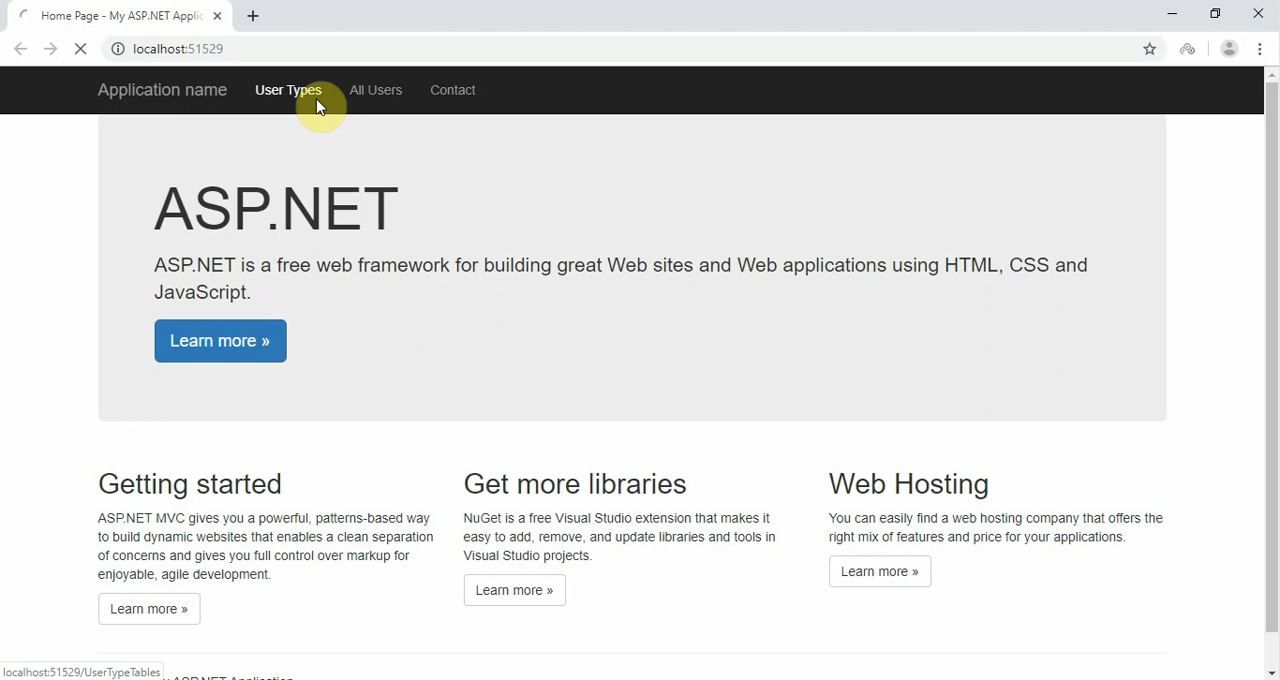 Home Page - My ASP.NET Applic
localhost:51529
Application name User Types All Users Contact
ASP.NET
ASP.NET is a free web framework for building great Web sites and Web applications using HTML, CSS and
JavaScript.
Learn more »
Getting started
ASP.NET MVC gives you a powerful, patterns-based way
to build dynamic websites that enables a clean separation
of concerns and gives you full control over markup for
enjoyable, agile development.
Learn more »
Get more libraries
NuGet is a free Visual Studio extension that makes it
easy to add, remove, and update libraries and tools in
Visual Studio projects.
Learn more »
Web Hosting
You can easily find a web hosting company that offers the
right mix of features and price for your applications.
Learn more »
localhost:51529/UserTypeTables
ASP.NET Application